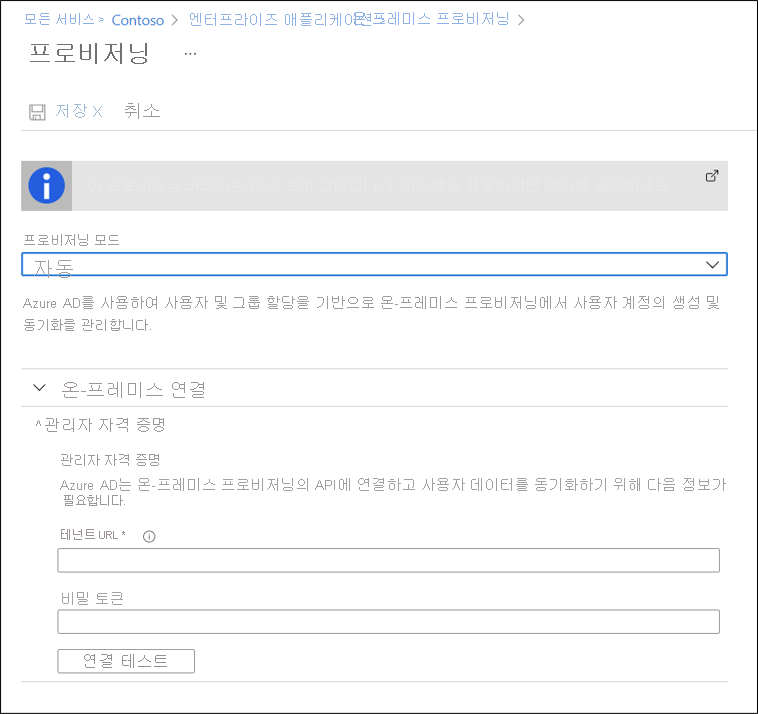 모든 서비스 > Contoso > 엔터프라이즈 애플리케이션 > 온-프레미스 프로비저닝 >
프로비저닝 ...
저장 X 취소
프로비저닝 모드
자동
Azure AD를 사용하여 사용자 및 그룹 할당을 기반으로 온-프레미스 프로비저닝에서 사용자 계정의 생성 및
동기화를 관리합니다.
온-프레미스 연결
^관리자 자격 증명
관리자 자격 증명
Azure AD는 온-프레미스 프로비저닝의 API에 연결하고 사용자 데이터를 동기화하기 위해 다음 정보가
필요합니다.
테넌트 URL *
비밀 토큰
연결 테스트